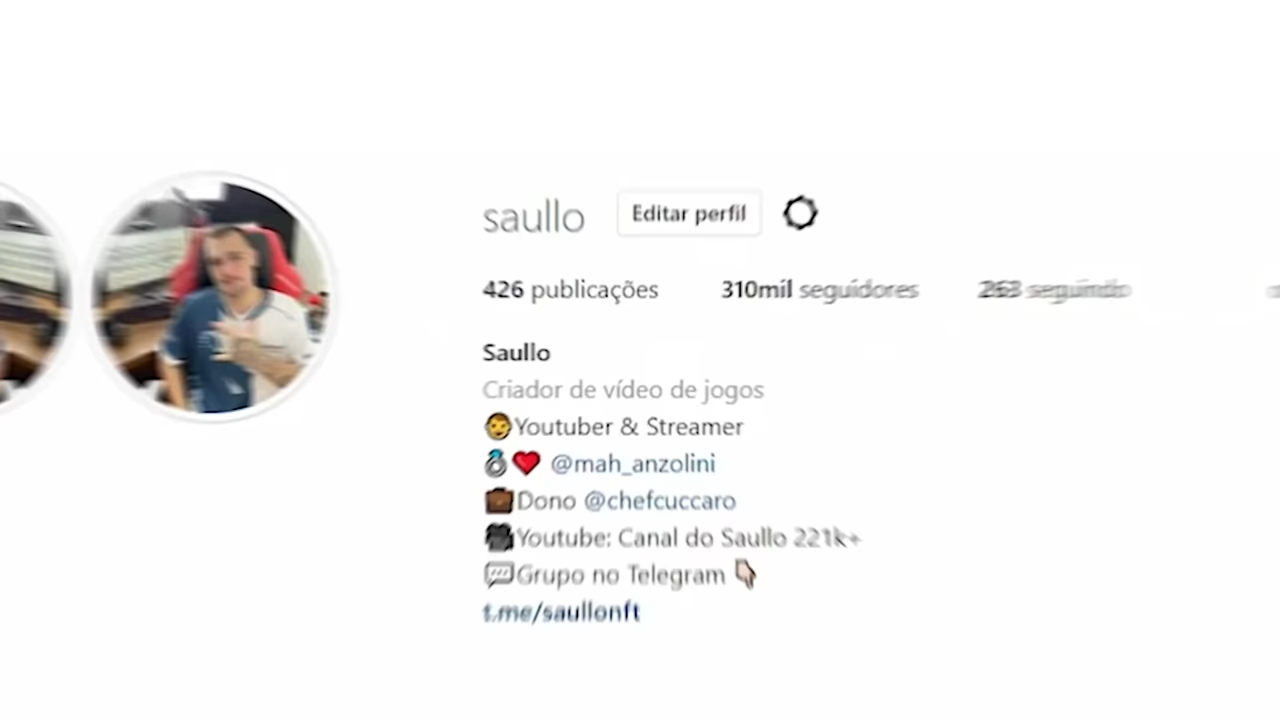 saullo Editar perfil
426 publicações 310mil seguidores 263 seguindo
Saullo
Criador de vídeo de jogos
Youtuber & Streamer
@mah_anzolini
Dono @chefcuccaro
Youtube: Canal do Saullo 221k+
Grupo no Telegram
t.me/saullonft